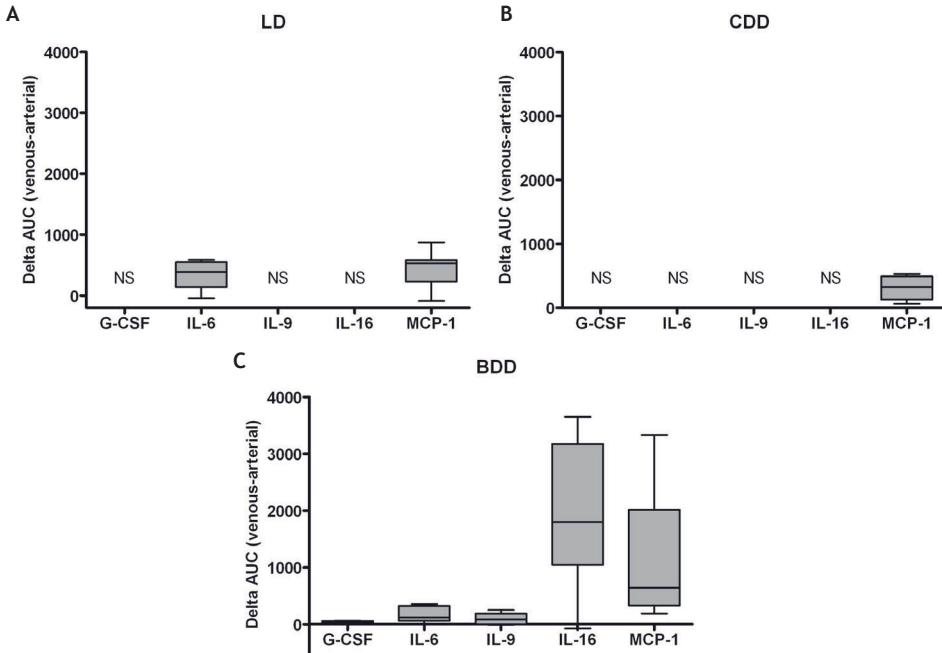 A
LD
Delta AUC (venous-arterial)
4000
3000
2000
1000
0
NS
NS
NS
G-CSF
IL-6
IL-9
IL-16
MCP-1
B
CDD
Delta AUC (venous-arterial)
4000
3000
2000
1000
0
NS
NS
NS
NS
G-CSF
IL-6
IL-9
IL-16
MCP-1
C
BDD
Delta AUC (venous-arterial)
4000
3000
2000
1000
0
G-CSF
IL-6
IL-9
IL-16
MCP-1